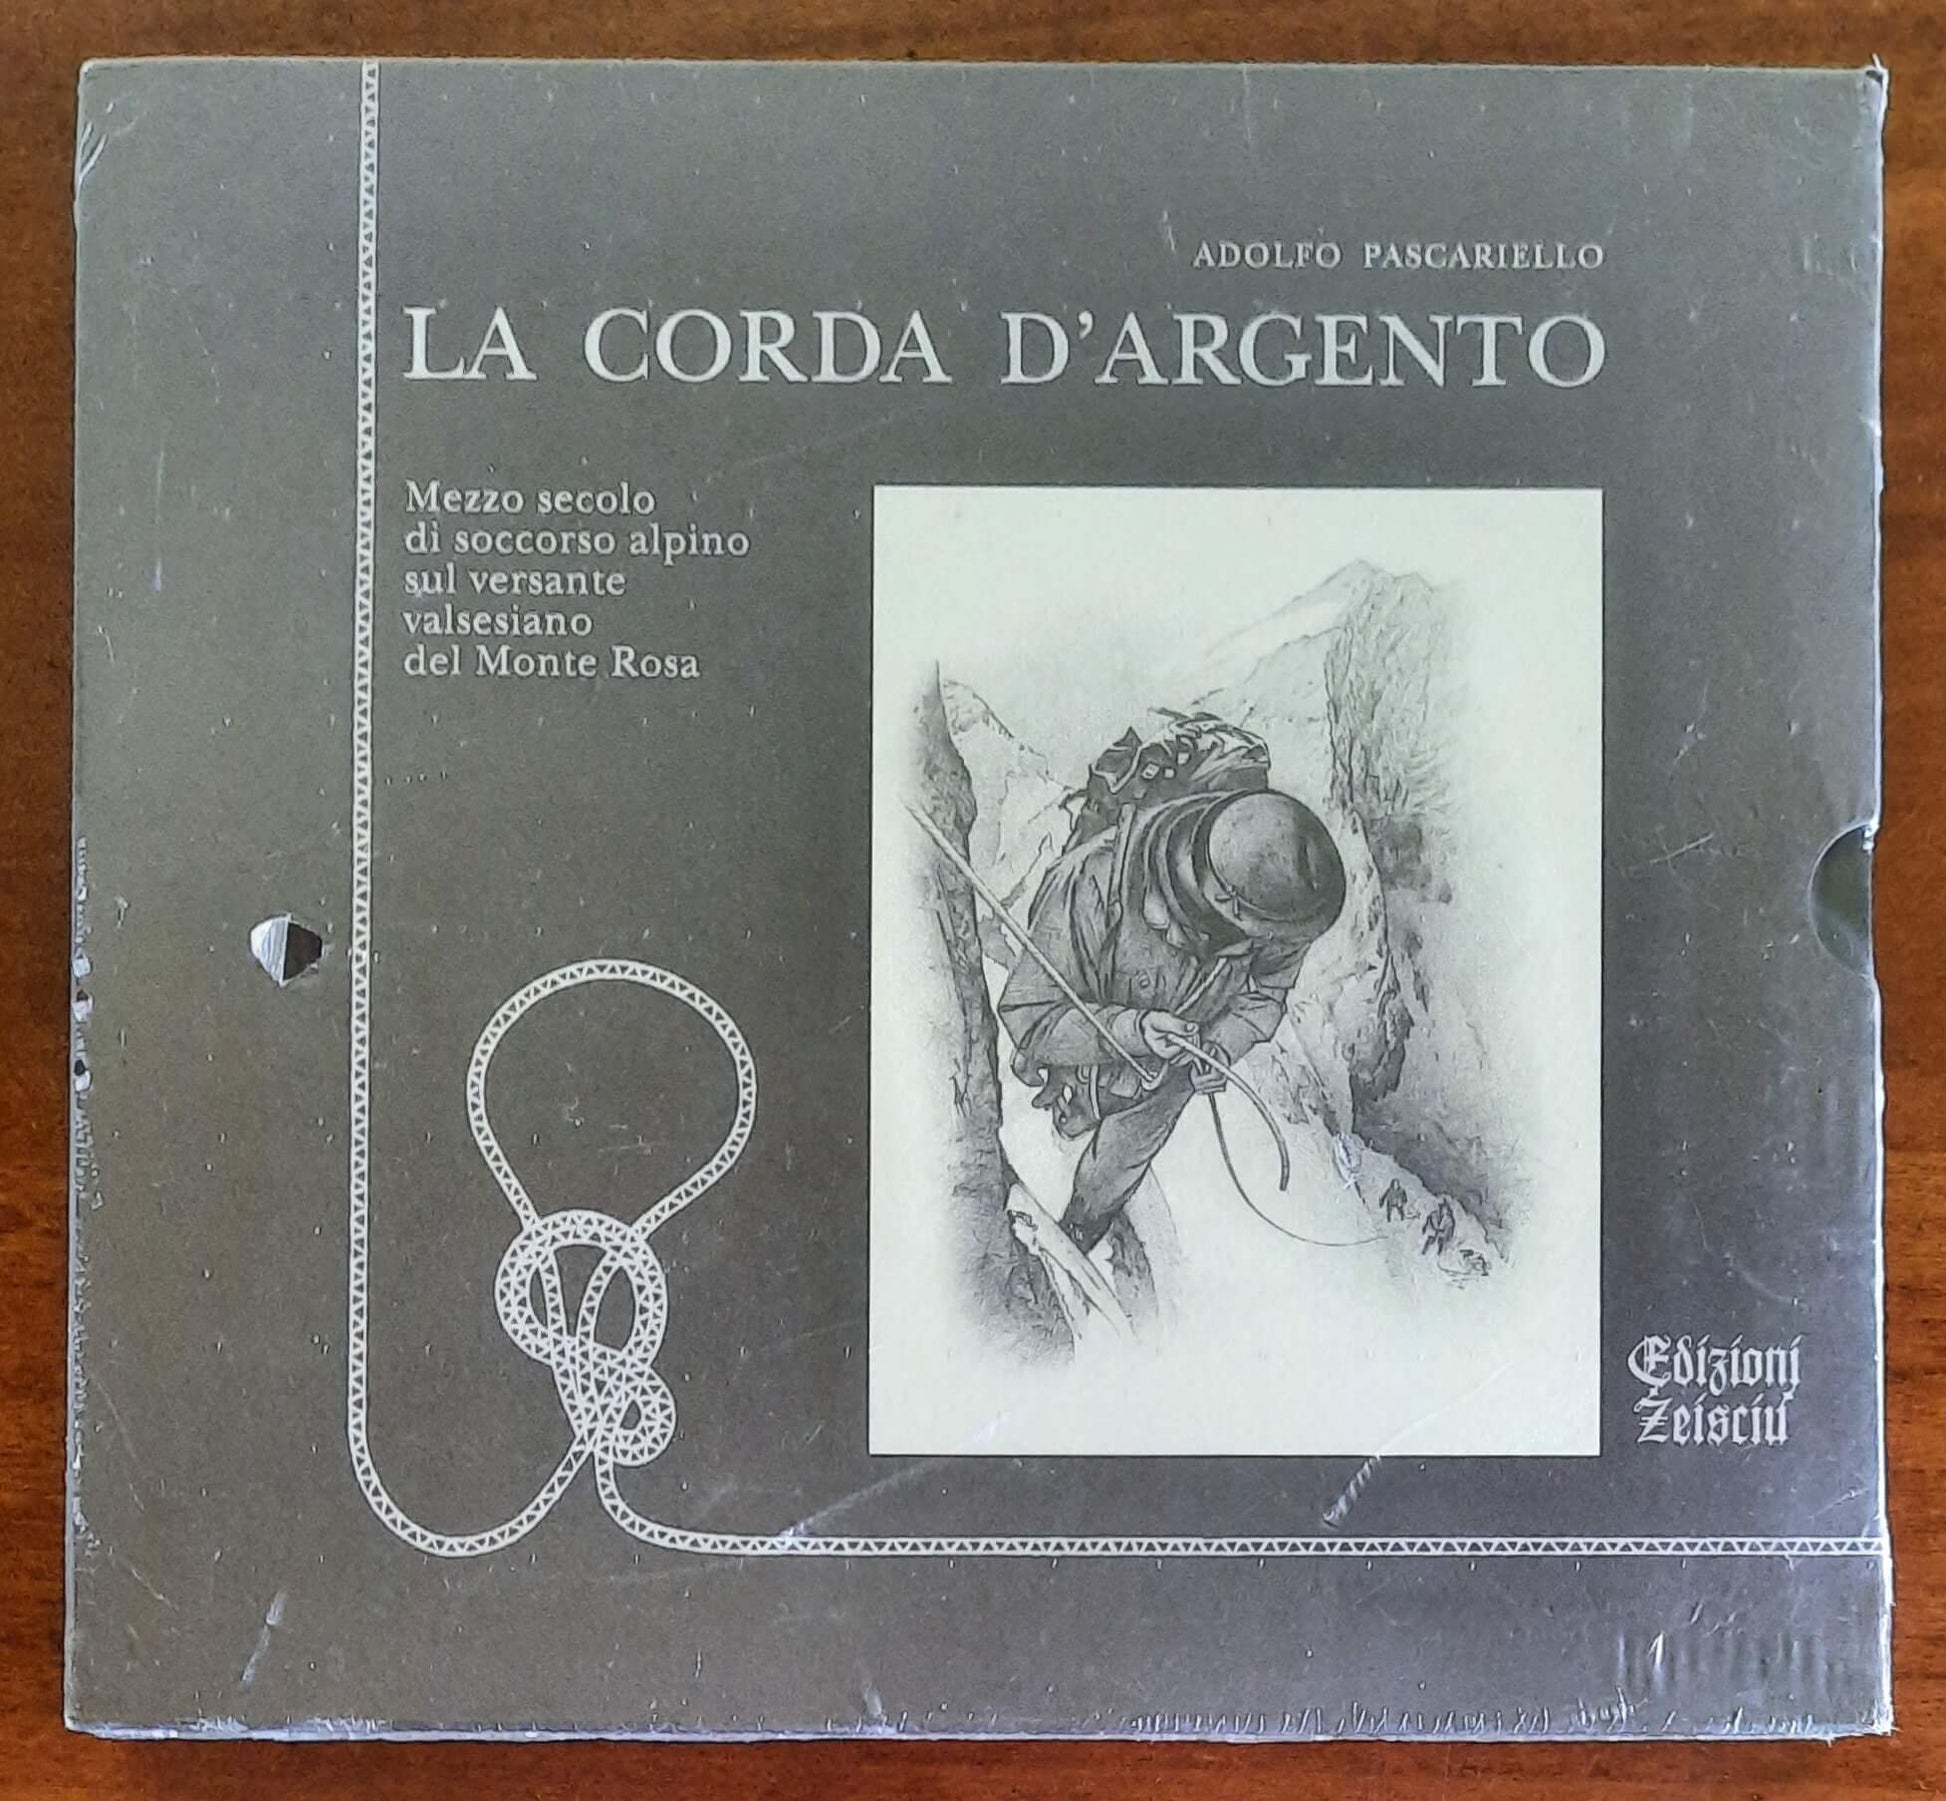 ADOLFO PASCARIELLO
LA CORDA D'ARGENTO
Mezzo secolo
di soccorso alpino
sul versante
valsesiano
del Monte Rosa
Edizioni
Zeisciu